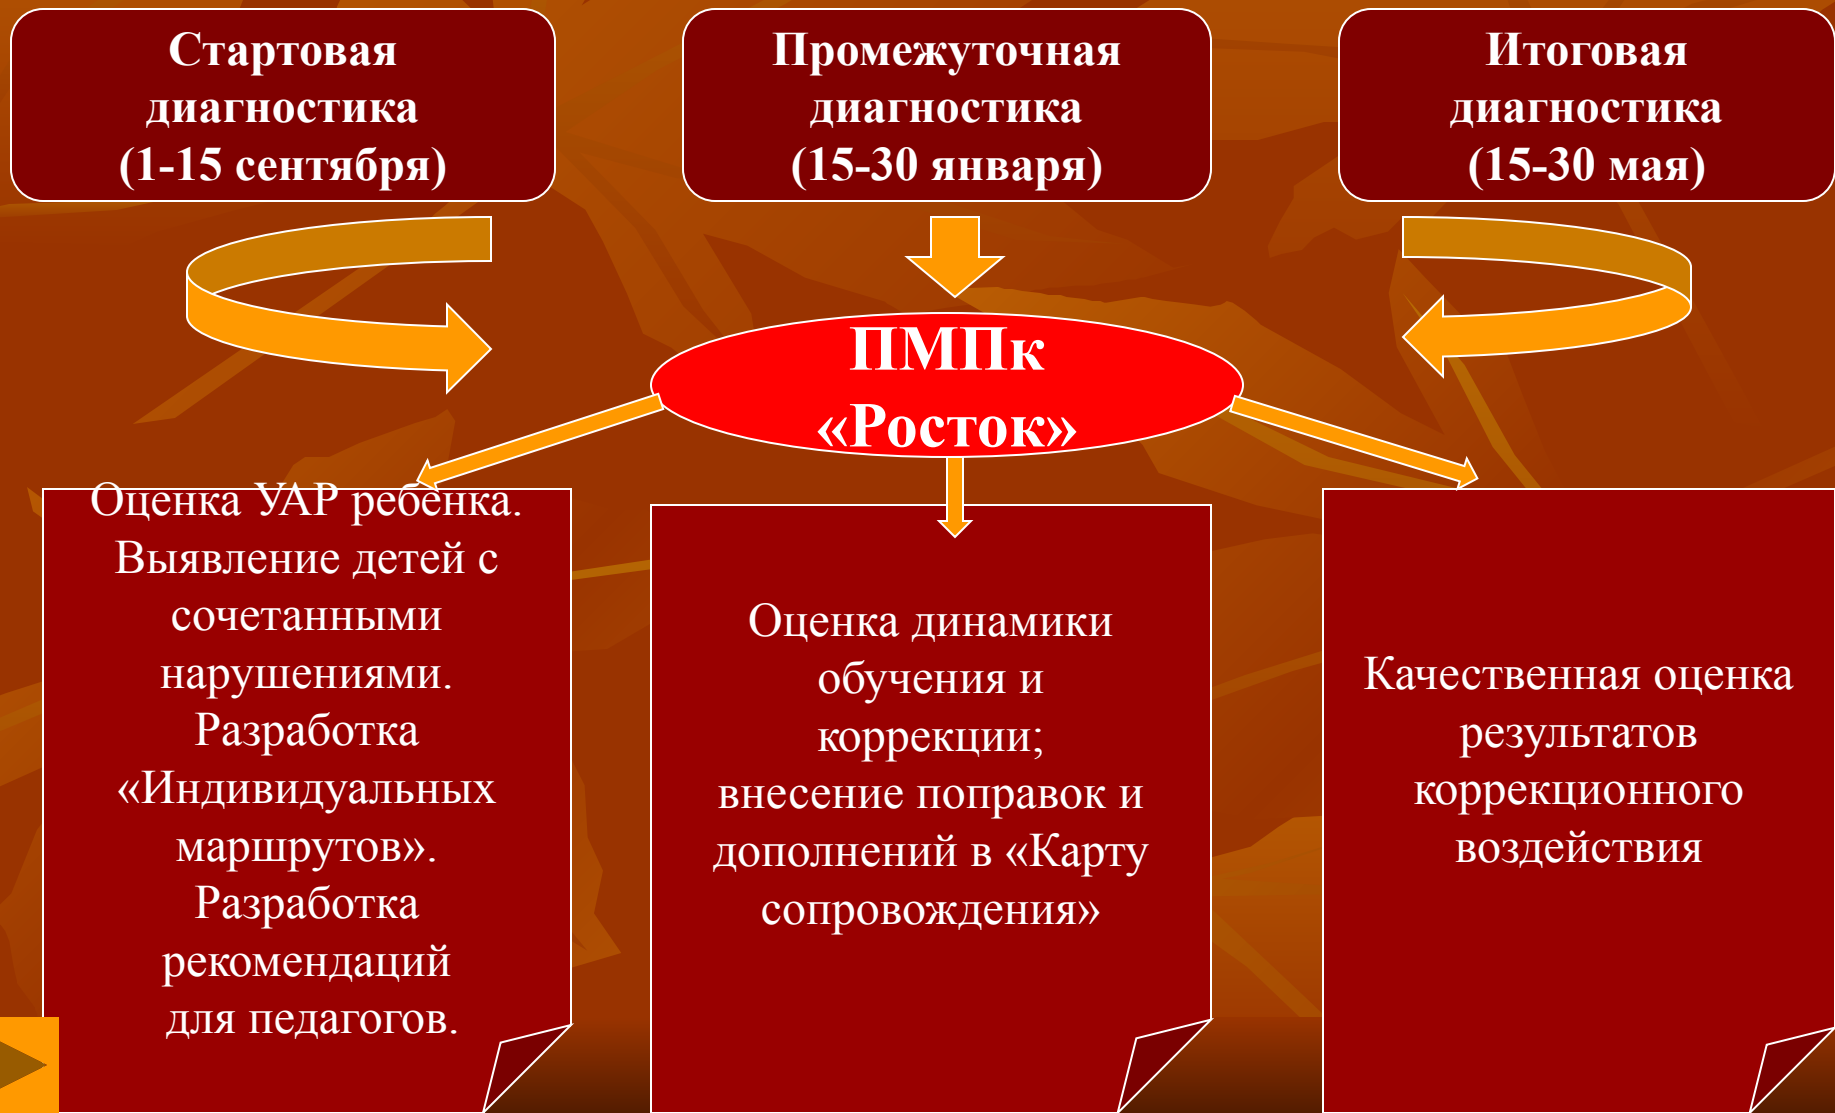 Стартовая
диагностика
(1-15 сентября)
Промежуточная
диагностика
(15-30 января)
Итоговая
диагностика
(15-30 мая)
ПМПк
«Росток»
Оценка УАР ребенка.
Выявление детей с
сочетанными
нарушениями.
Разработка
«Индивидуальных
маршрутов».
Разработка
рекомендаций
для педагогов.
Оценка динамики
обучения и
коррекции;
внесение поправок и
дополнений в «Карту
сопровождения»
Качественная оценка
результатов
коррекционного
воздействия